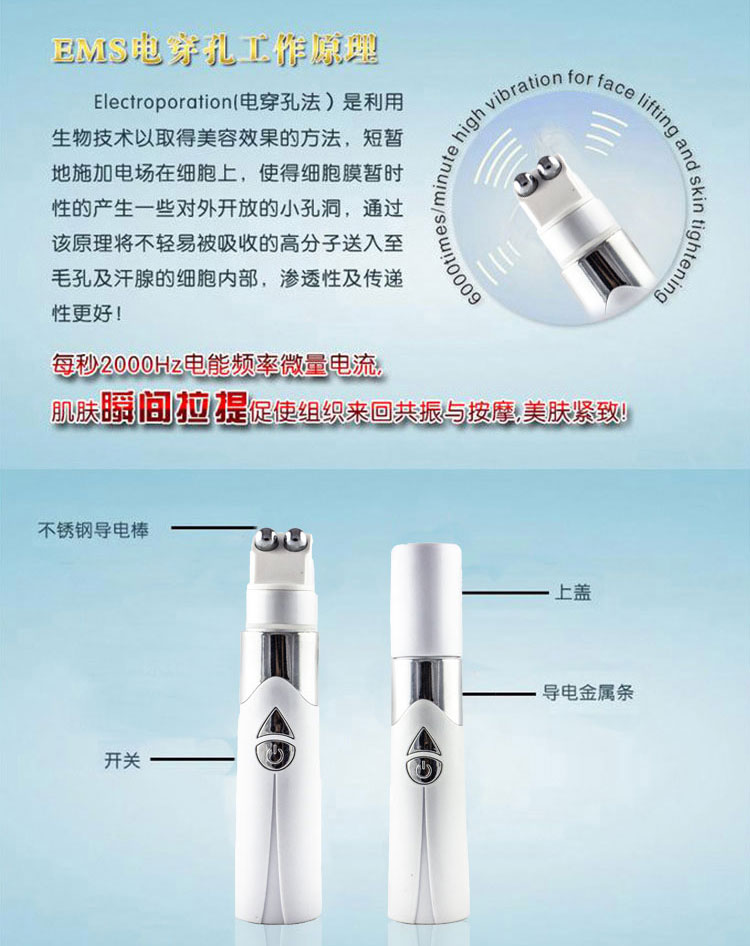 EMS电穿孔工作原理
Electroporation(电穿孔法）是利用
生物技术以取得美容效果的方法，短暂
地施加电场在细胞上，使得细胞膜暂时
性的产生一些对外开放的小孔洞，通过
该原理将不轻易被吸收的高分子送入至
毛孔及汗腺的细胞内部，渗透性及传递
性更好！
6000times/minute high vibration for face lifting and skin tightening
每秒2000Hz电能频率微量电流,
肌肤瞬间拉提促使组织来回共振与按摩,美肤紧致!
不锈钢导电棒
上盖
导电金属条
开关